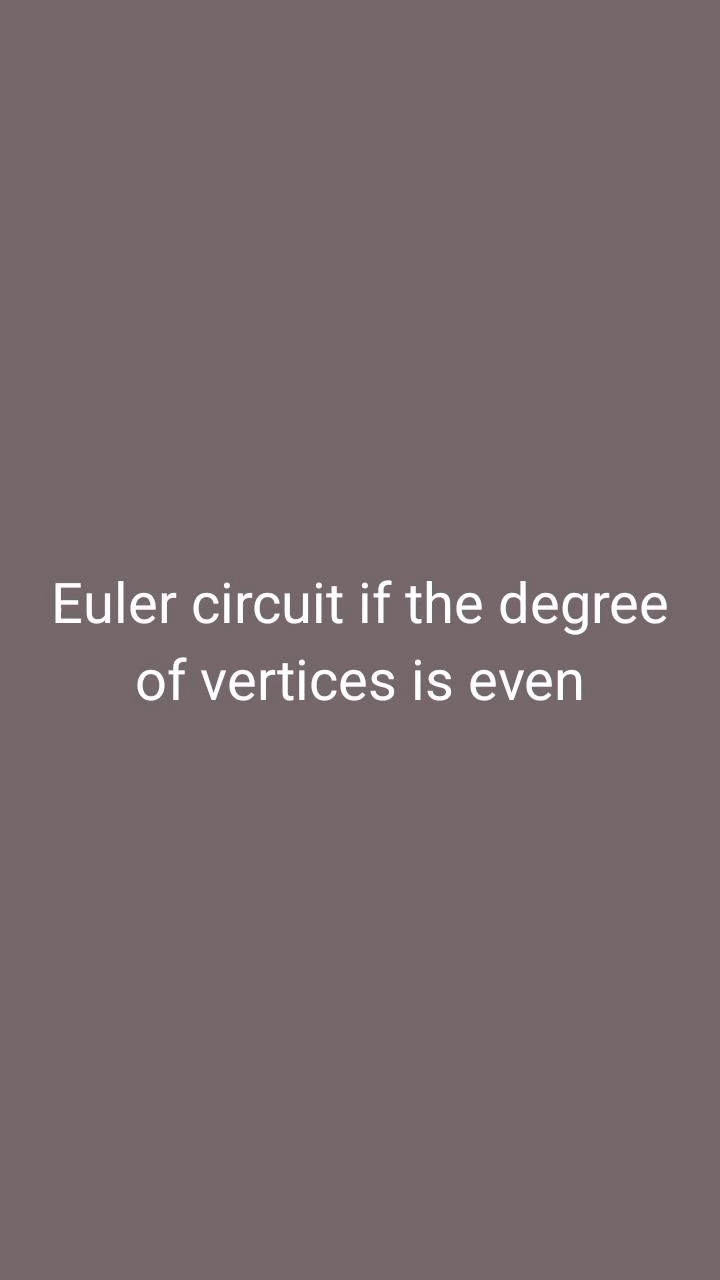 Euler circuit if the degree
of vertices is even